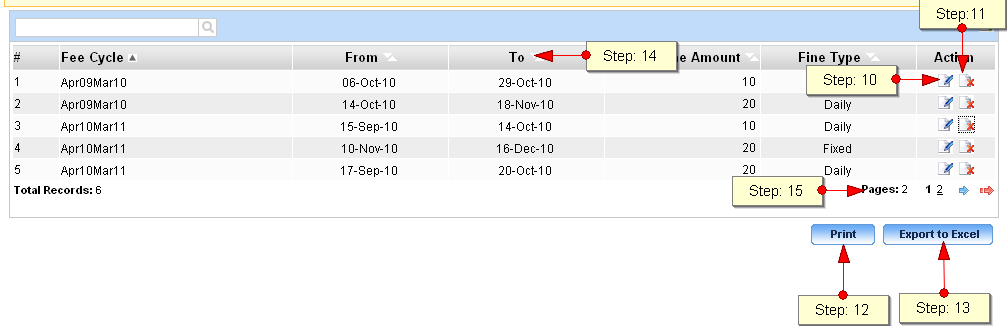 Step:11
# Fee Cycle From To Step: 14 e Amount Fine Type Action
1 Apr09Mar10 06-Oct-10 29-Oct-10 10 Step: 10
2 Apr09Mar10 14-Oct-10 18-Nov-10 20 Daily
3 Apr10Mar11 15-Sep-10 14-Oct-10 10 Daily
4 Apr10Mar11 10-Nov-10 16-Dec-10 20 Fixed
5 Apr10Mar11 17-Sep-10 20-Oct-10 20 Daily
Total Records: 6 Step: 15 Pages: 2 1 2
Print Export to Excel
Step: 12 Step: 13